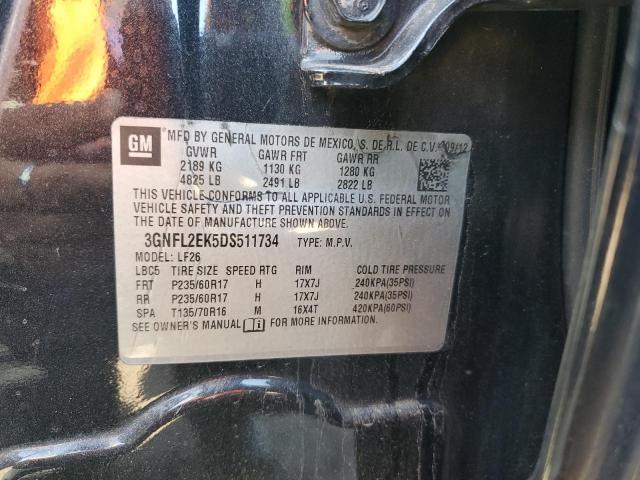 GM
MFD BY GENERAL MOTORS DE MEXICO, S. DE R.L. DE C.V. 09/12
GVWR GAWR FRT GAWR RR
2189 KG 1130 KG 1280 KG
4825 LB 2491 LB 2822 LB
THIS VEHICLE CONFORMS TO ALL APPLICABLE U.S. FEDERAL MOTOR
VEHICLE SAFETY AND THEFT PREVENTION STANDARDS IN EFFECT ON
THE DATE OF MANUFACTURE SHOWN ABOVE.
3GNFL2EK5DS511734 TYPE: M.P.V.
MODEL: LF26
LBC5 TIRE SIZE SPEED RTG RIM COLD TIRE PRESSURE
FRT P235/60R17 H 17X7J 240KPA(35PSI)
RR P235/60R17 H 17X7J 240KPA(35PSI)
SPA T135/70R16 M 16X4T 420KPA(60PSI)
SEE OWNER'S MANUAL FOR MORE INFORMATION.